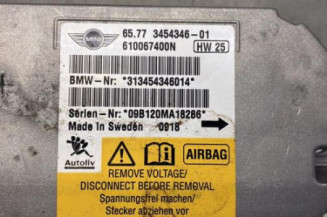 MINI
65.77 3454346-01
610067400N HW 25
BMW-Nr: *313454346014*
Serien-Nr: *09B120MA18286*
Made in Sweden 0918
Autoliv
AIRBAG
REMOVE VOLTAGE/
DISCONNECT BEFORE REMOVAL
Spannungsfrei machen/
Stecker abziehen vor